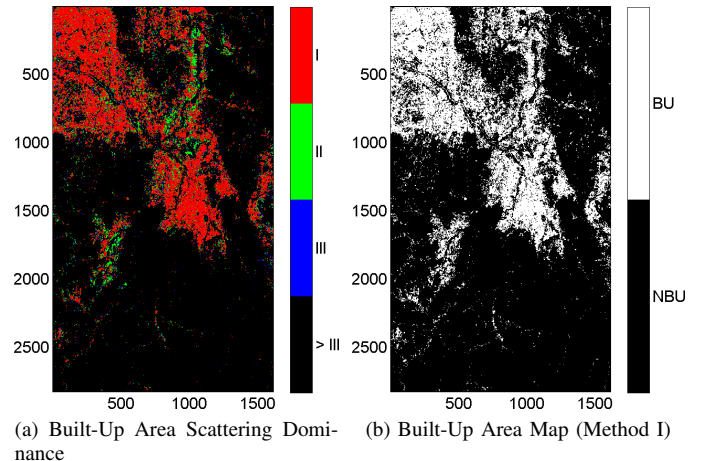 500
1000
1500
2000
2500
500 1000 1500
I
II
III
> III
(a) Built-Up Area Scattering Domi-
nance
500
1000
1500
2000
2500
500 1000 1500
BU
NBU
(b) Built-Up Area Map (Method I)